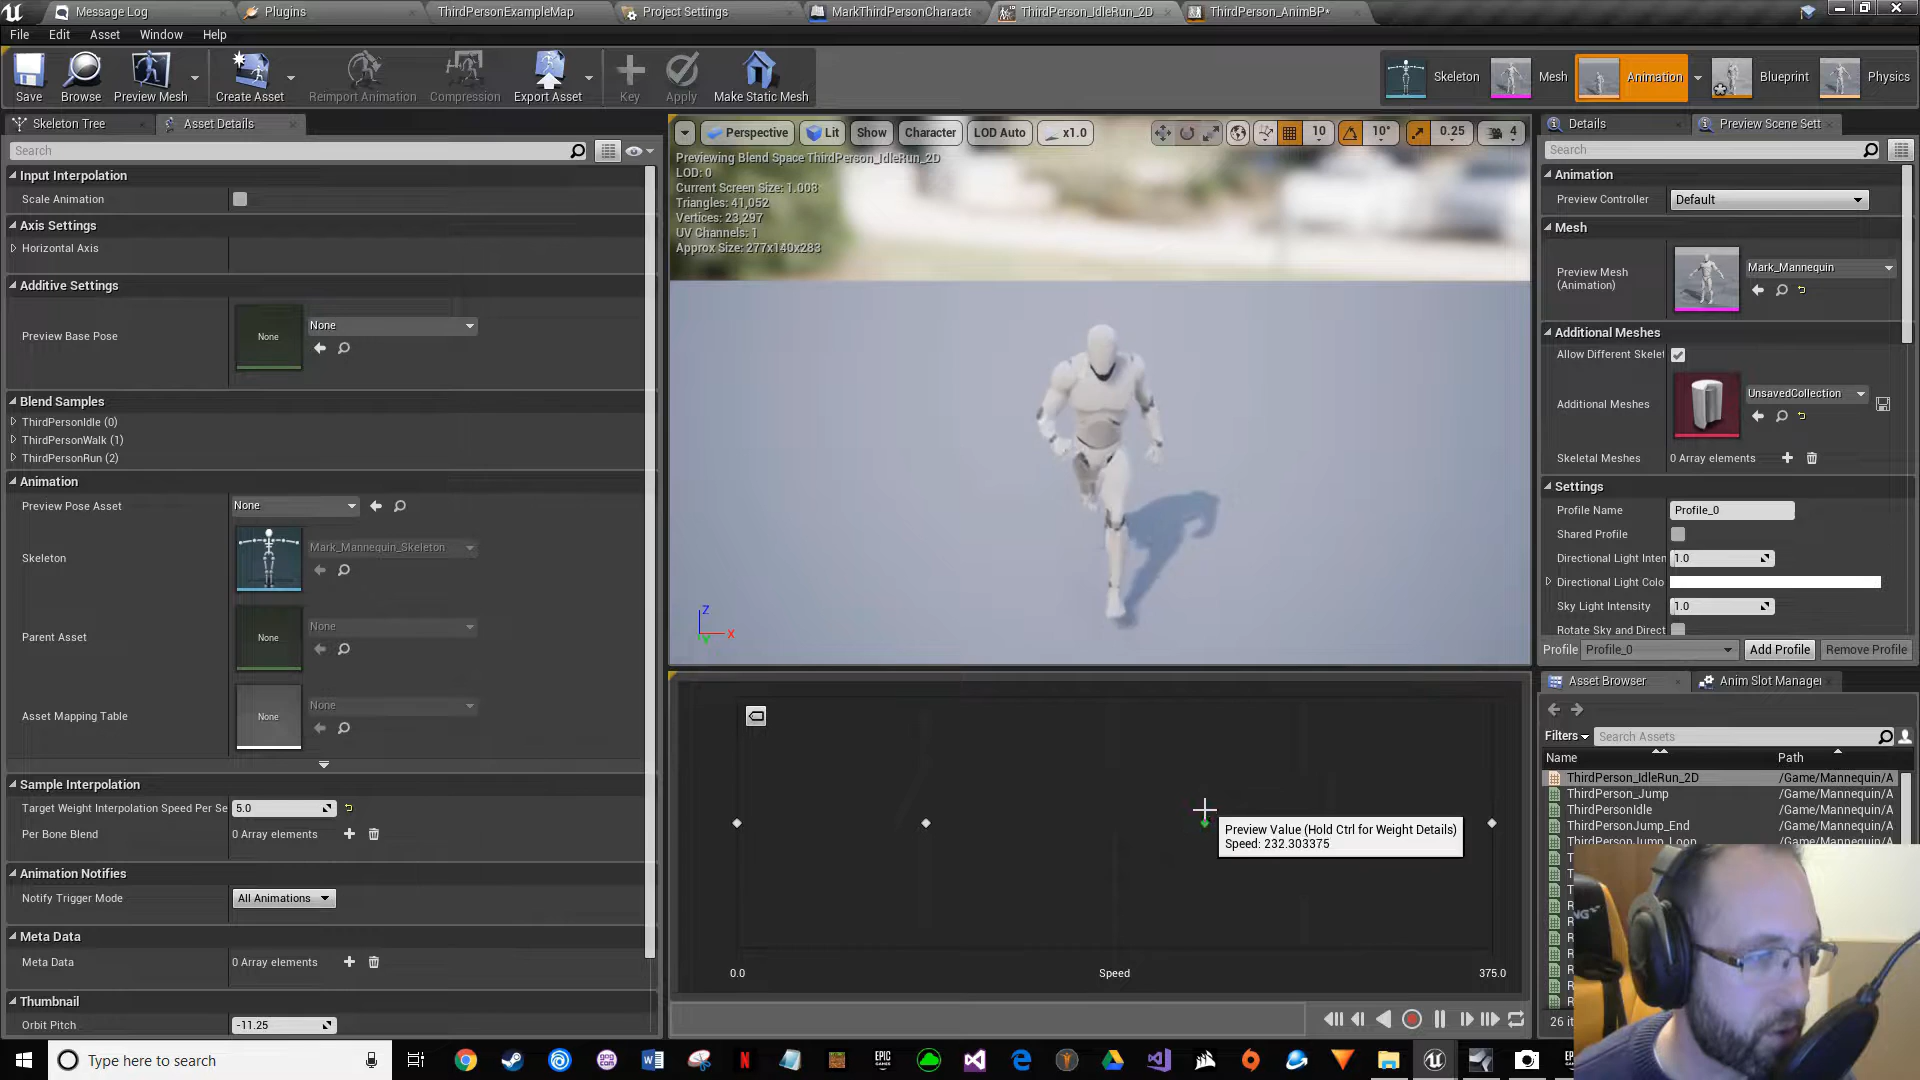 Message Log
Plugins
ThirdPersonExampleMap
Project Settings
MarkThirdPersonCharacte
ThirdPerson_IdleRun_2D
ThirdPerson_AnimBP*
File Edit Asset Window Help
Save
Browse
Preview Mesh
Create Asset
Reimport Animation
Compression
Export Asset
Key
Apply
Make Static Mesh
Skeleton
Mesh
Animation
Blueprint
Physics
Skeleton Tree
Asset Details
Search
Input Interpolation
Scale Animation
Axis Settings
Horizontal Axis
Additive Settings
Preview Base Pose
None
None
Blend Samples
ThirdPersonIdle (0)
ThirdPersonWalk (1)
ThirdPersonRun (2)
Animation
Preview Pose Asset
None
Skeleton
Mark_Mannequin_Skeleton
Parent Asset
None
None
Asset Mapping Table
None
None
Sample Interpolation
Target Weight Interpolation Speed Per Se
5.0
Per Bone Blend
0 Array elements
Animation Notifies
Notify Trigger Mode
All Animations
Meta Data
Meta Data
0 Array elements
Thumbnail
Orbit Pitch
-11.25
Perspective
Lit
Show
Character
LOD Auto
x1.0
10
10°
0.25
4
Previewing Blend Space ThirdPerson_IdleRun_2D
LOD: 0
Current Screen Size: 1.008
Triangles: 41,052
Vertices: 23,297
UV Channels: 1
Approx Size: 277x140x283
Z
X
Y
Preview Value (Hold Ctrl for Weight Details)
Speed: 232.303375
0.0
Speed
375.0
Details
Preview Scene Sett
Search
Animation
Preview Controller
Default
Mesh
Preview Mesh
(Animation)
Mark_Mannequin
Additional Meshes
Allow Different Skelet
Additional Meshes
UnsavedCollection
Skeletal Meshes
0 Array elements
Settings
Profile Name
Profile_0
Shared Profile
Directional Light Inten
1.0
Directional Light Colo
Sky Light Intensity
1.0
Rotate Sky and Direct
Profile
Profile_0
Add Profile
Remove Profile
Asset Browser
Anim Slot Manager
Filters
Search Assets
Name
Path
ThirdPerson_IdleRun_2D /Game/Mannequin/A
ThirdPerson_Jump /Game/Mannequin/A
ThirdPersonIdle /Game/Mannequin/A
ThirdPersonJump_End /Game/Mannequin/A
ThirdPersonJump_Loop /Game/Mannequin/A
26 it
Type here to search